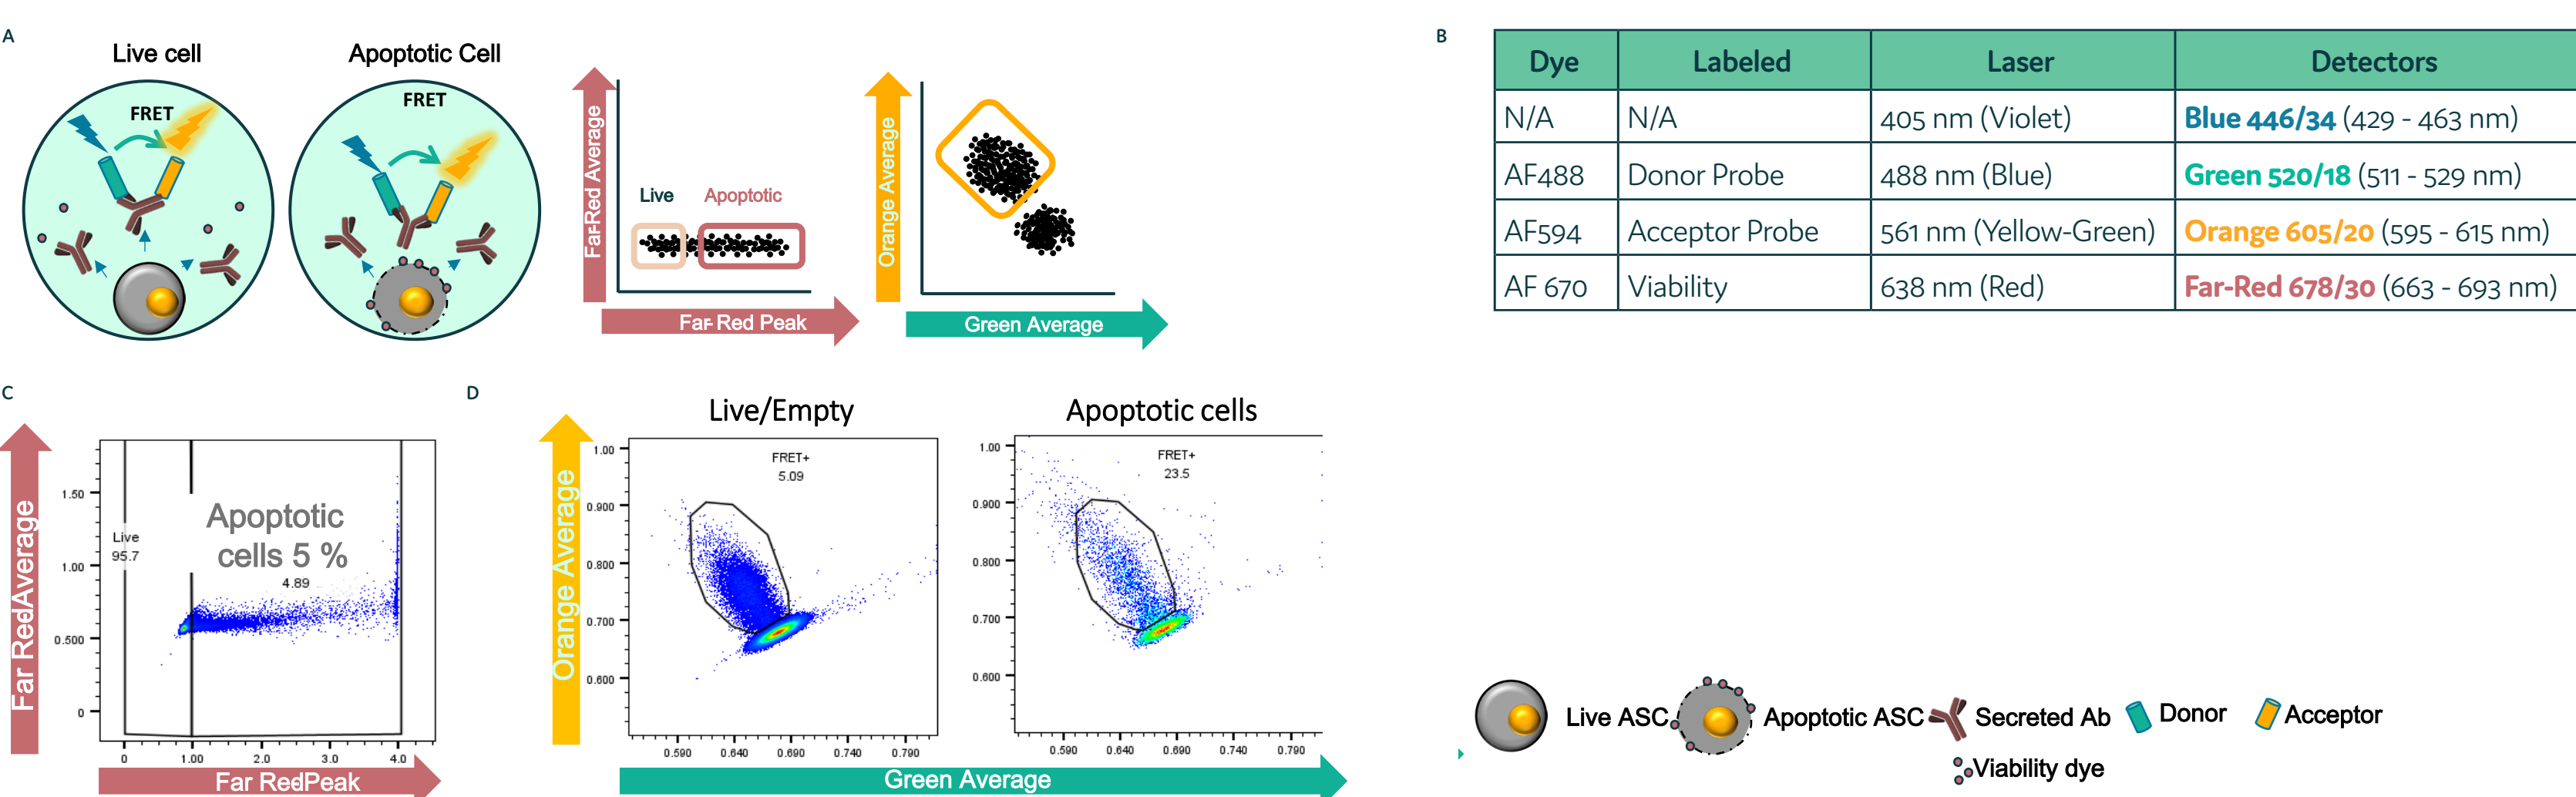 A
Live cell
Apoptotic Cell
FRET
FRET
Far-Red Average
Live
Apoptotic
Far-Red Peak
Orange Average
Green Average
B
Dye Labeled Laser Detectors
N/A N/A 405 nm (Violet) Blue 446/34 (429 - 463 nm)
AF488 Donor Probe 488 nm (Blue) Green 520/18 (511 - 529 nm)
AF594 Acceptor Probe 561 nm (Yellow-Green) Orange 605/20 (595 - 615 nm)
AF 670 Viability 638 nm (Red) Far-Red 678/30 (663 - 693 nm)
C
Far RedAverage
1.50
1.00
0.500
0
Live
95.7
Apoptotic
cells 5 %
4.89
0 1.00 2.0 3.0 4.0
Far RedPeak
D
Orange Average
Live/Empty
1.00
0.900
0.800
0.700
0.600
FRET+
5.09
0.590 0.640 0.690 0.740 0.790
Apoptotic cells
1.00
0.900
0.800
0.700
0.600
FRET+
23.5
0.590 0.640 0.690 0.740 0.790
Green Average
Live ASC
Apoptotic ASC
Secreted Ab
Donor
Acceptor
Viability dye